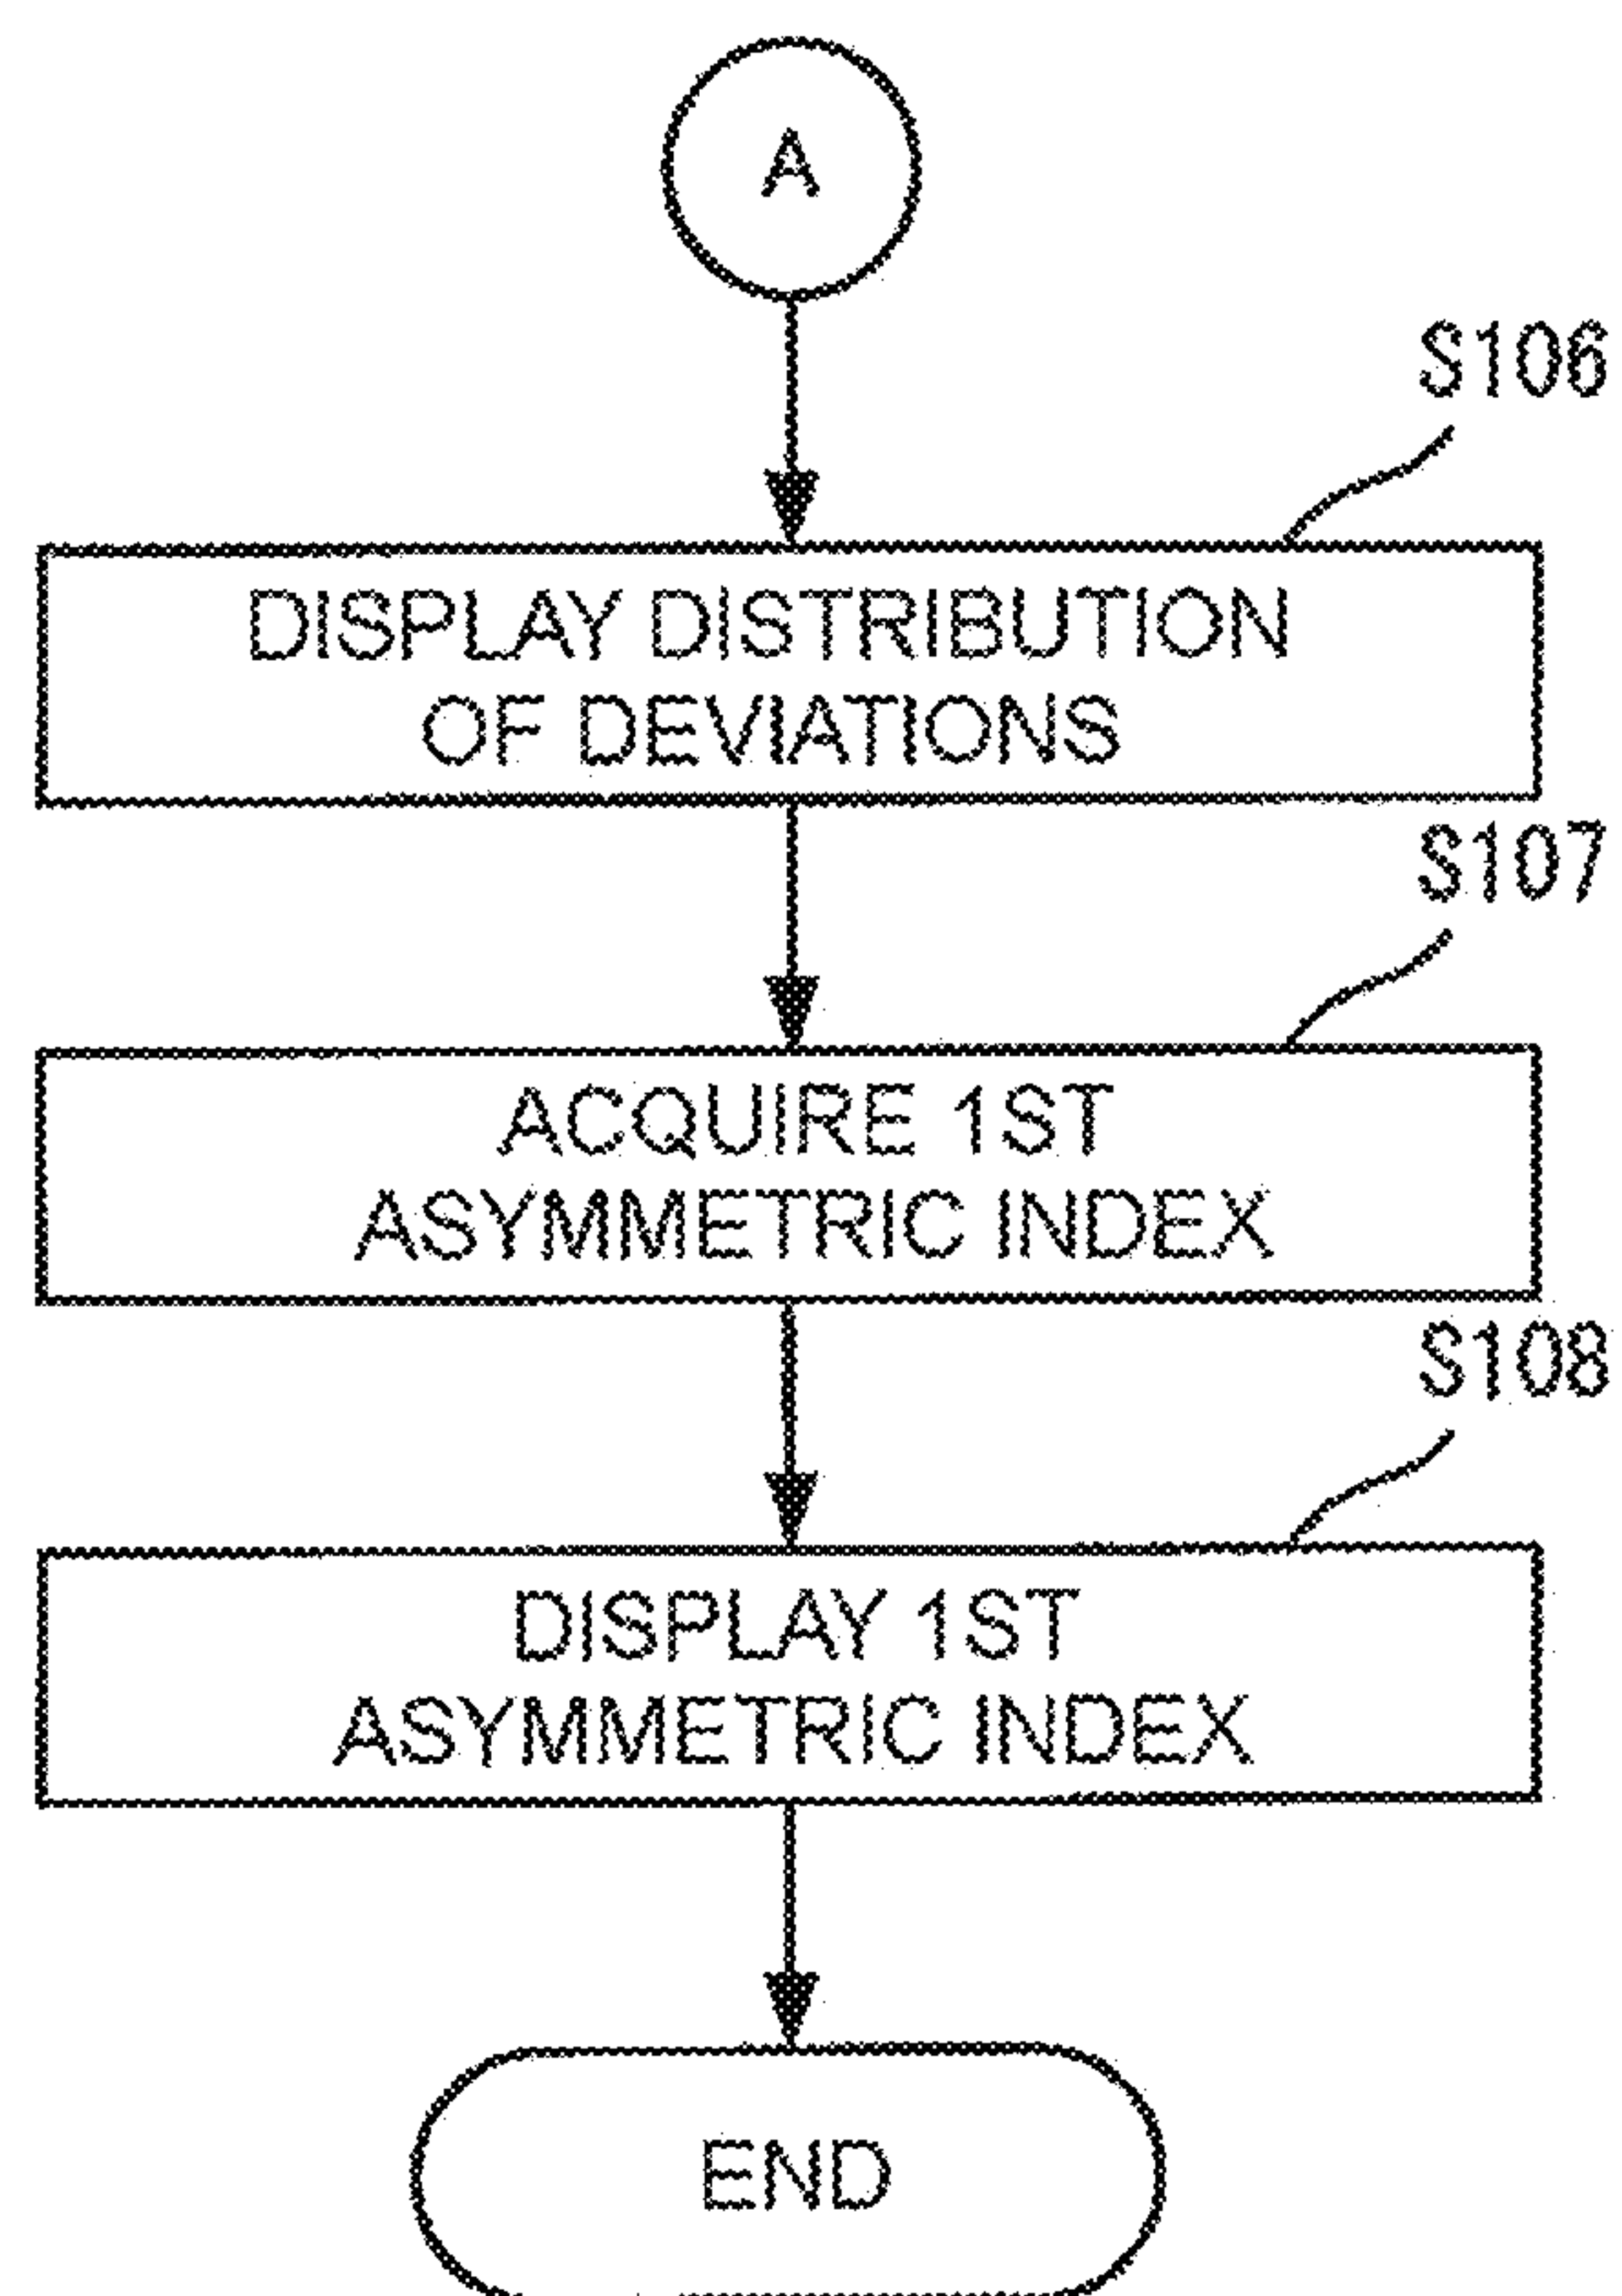 A
S106
DISPLAY DISTRIBUTION
OF DEVIATIONS
S107
ACQUIRE 1ST
ASYMMETRIC INDEX
S108
DISPLAY 1ST
ASYMMETRIC INDEX
END